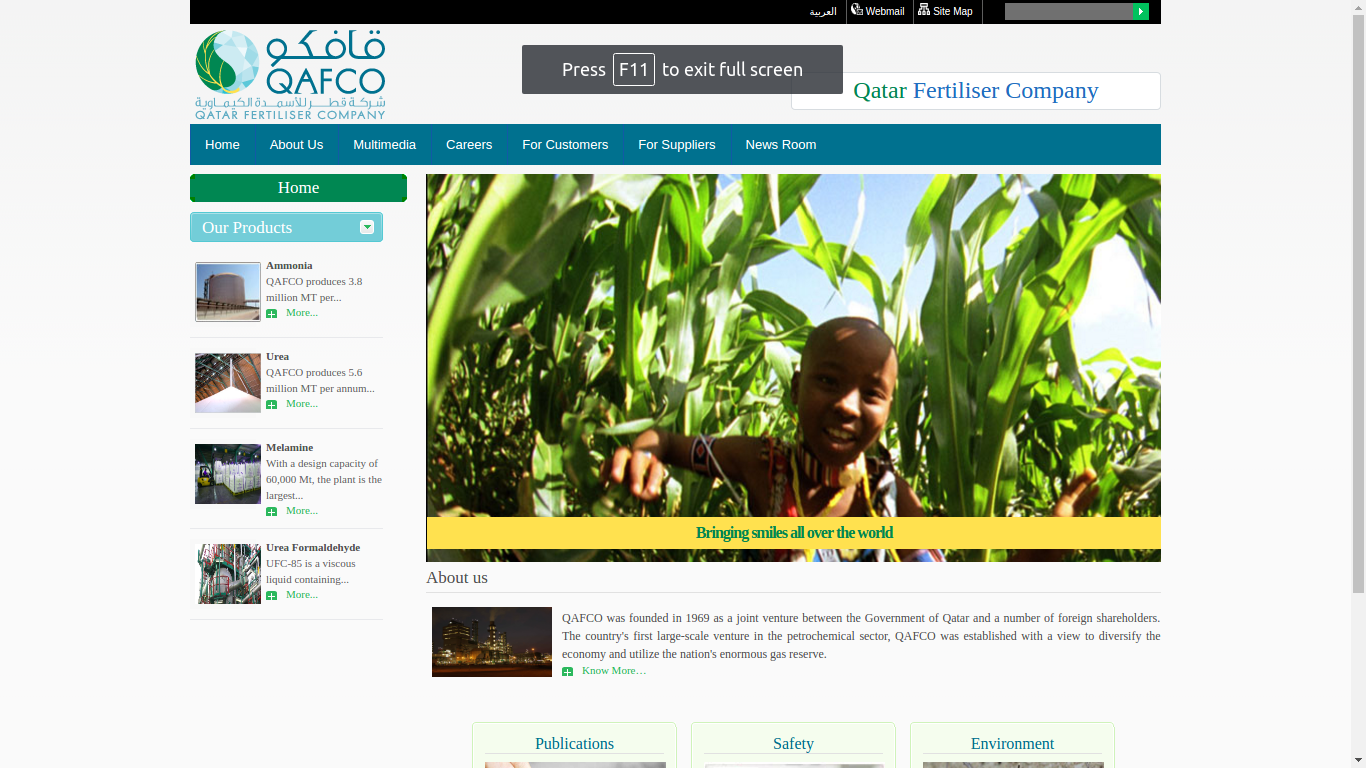 العربية
Webmail
Site Map
قافكو
QAFCO
شركة قطر للأسمدة الكيماوية
QATAR FERTILISER COMPANY
Press F11 to exit full screen
Qatar Fertiliser Company
Home
About Us
Multimedia
Careers
For Customers
For Suppliers
News Room
Home
Our Products
Ammonia
QAFCO produces 3.8
million MT per...
More...
Urea
QAFCO produces 5.6
million MT per annum...
More...
Melamine
With a design capacity of
60,000 Mt, the plant is the
largest...
More...
Urea Formaldehyde
UFC-85 is a viscous
liquid containing...
More...
Bringing smiles all over the world
About us
QAFCO was founded in 1969 as a joint venture between the Government of Qatar and a number of foreign shareholders.
The country's first large-scale venture in the petrochemical sector, QAFCO was established with a view to diversify the
economy and utilize the nation's enormous gas reserve.
Know More…
Publications
Safety
Environment